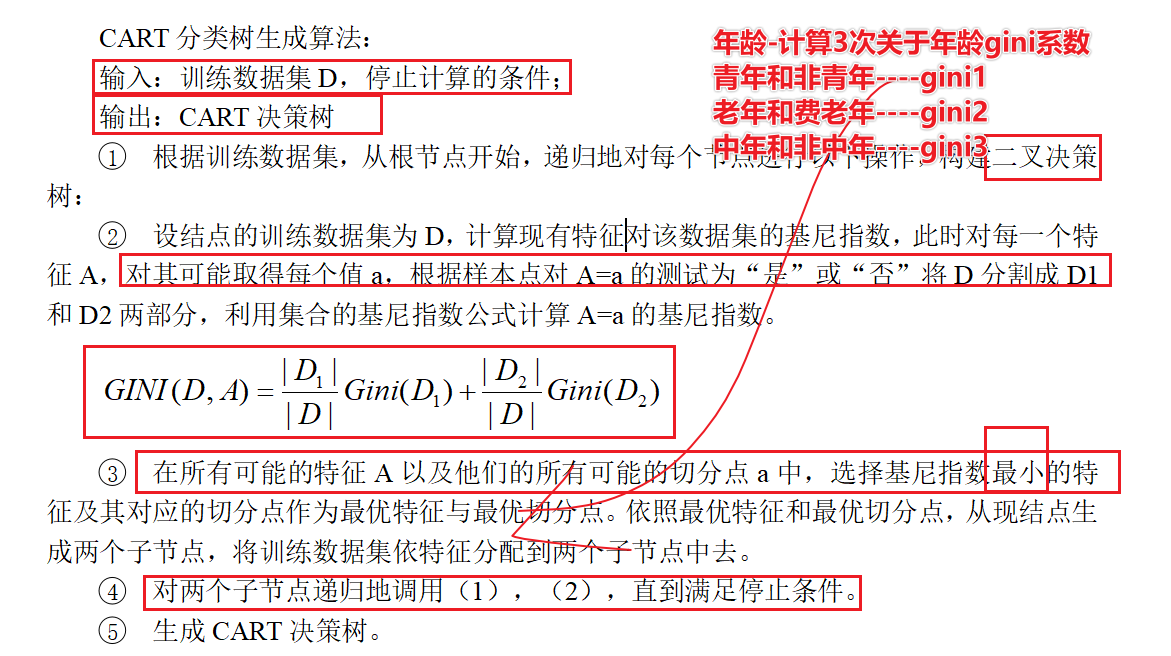 CART 分类树生成算法：
输入：训练数据集 D，停止计算的条件；
输出：CART 决策树
年龄-计算3次关于年龄gini系数
青年和非青年----gini1
老年和费老年----gini2
中年和非中年----gini3
① 根据训练数据集，从根节点开始，递归地对每个节点进行以下操作，构建二叉决策
树：
② 设结点的训练数据集为 D，计算现有特征对该数据集的基尼指数，此时对每一个特
征 A，对其可能取得每个值 a，根据样本点对 A=a 的测试为“是”或“否”将 D 分割成 D1
和 D2 两部分，利用集合的基尼指数公式计算 A=a 的基尼指数。
GINI(D, A) = |D₁|/|D| Gini(D₁) + |D₂|/|D| Gini(D₂)
③ 在所有可能的特征 A 以及他们的所有可能的切分点 a 中，选择基尼指数最小的特
征及其对应的切分点作为最优特征与最优切分点。依照最优特征和最优切分点，从现结点生
成两个子节点，将训练数据集依特征分配到两个子节点中去。
④ 对两个子节点递归地调用（1），（2），直到满足停止条件。
⑤ 生成 CART 决策树。